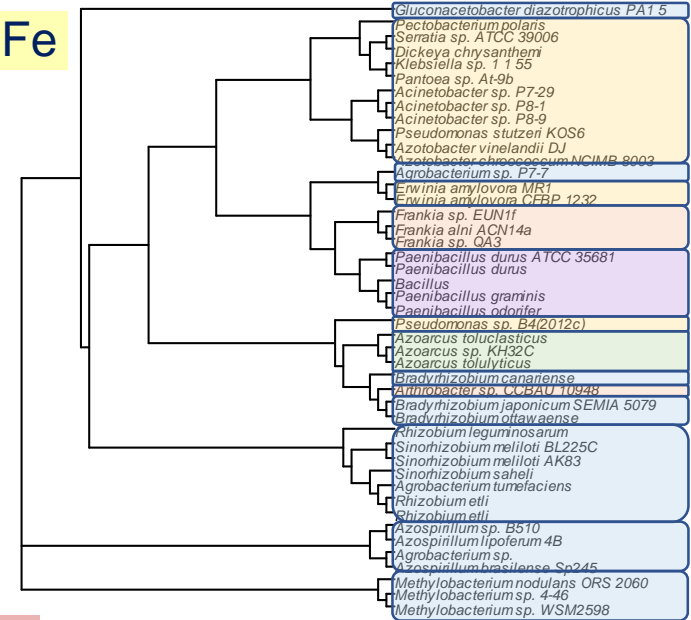 Fe
Gluconacetobacter diazotrophicus PA1 5
Pectobacterium polaris
Serratia sp. ATCC 39006
Dickeya chrysanthemi
Klebsiella sp. 1 1 55
Pantoea sp. At-9b
Acinetobacter sp. P7-29
Acinetobacter sp. P8-1
Acinetobacter sp. P8-9
Pseudomonas stutzeri KOS6
Azotobacter vinelandii DJ
Azotobacter chroococcum NCIMB 8003
Agrobacterium sp. P7-7
Erwinia amylovora MR1
Erwinia amylovora CFBP 1232
Frankia sp. EUN1f
Frankia alni ACN14a
Frankia sp. QA3
Paenibacillus durus ATCC 35681
Paenibacillus durus
Bacillus
Paenibacillus graminis
Paenibacillus odorifer
Pseudomonas sp. B4(2012c)
Azoarcus toluclasticus
Azoarcus sp. KH32C
Azoarcus tolulyticus
Bradyrhizobium canariense
Arthrobacter sp. CCBAU 10948
Bradyrhizobium japonicum SEMIA 5079
Bradyrhizobium ottawaense
Rhizobium leguminosarum
Sinorhizobium meliloti BL225C
Sinorhizobium meliloti AK83
Sinorhizobium saheli
Agrobacterium tumefaciens
Rhizobium etli
Rhizobium etli
Azospirillum sp. B510
Azospirillum lipoferum 4B
Agrobacterium sp.
Azospirillum brasilense Sp245
Methylobacterium nodulans ORS 2060
Methylobacterium sp. 4-46
Methylobacterium sp. WSM2598